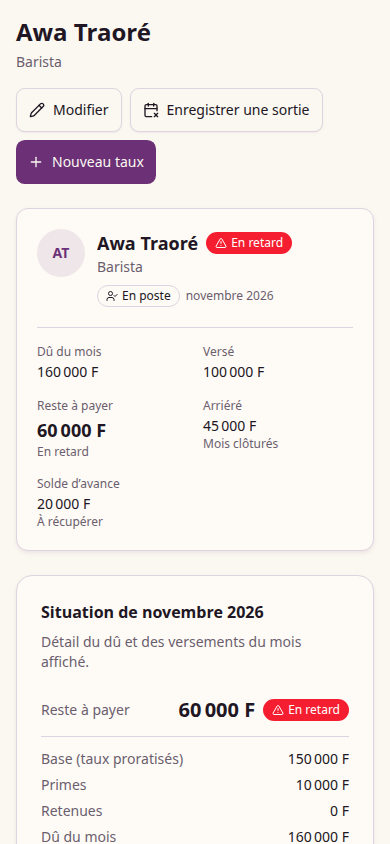 Awa Traoré
Barista
Modifier
Enregistrer une sortie
Nouveau taux
AT
Awa Traoré
En retard
Barista
En poste
novembre 2026
Dû du mois
Versé
160 000 F
100 000 F
Reste à payer
Arriéré
60 000 F
45 000 F
En retard
Mois clôturés
Solde d’avance
20 000 F
À récupérer
Situation de novembre 2026
Détail du dû et des versements du mois
affiché.
Reste à payer
60 000 F
En retard
Base (taux proratisés)
150 000 F
Primes
10 000 F
Retenues
0 F
Dû du mois
160 000 F